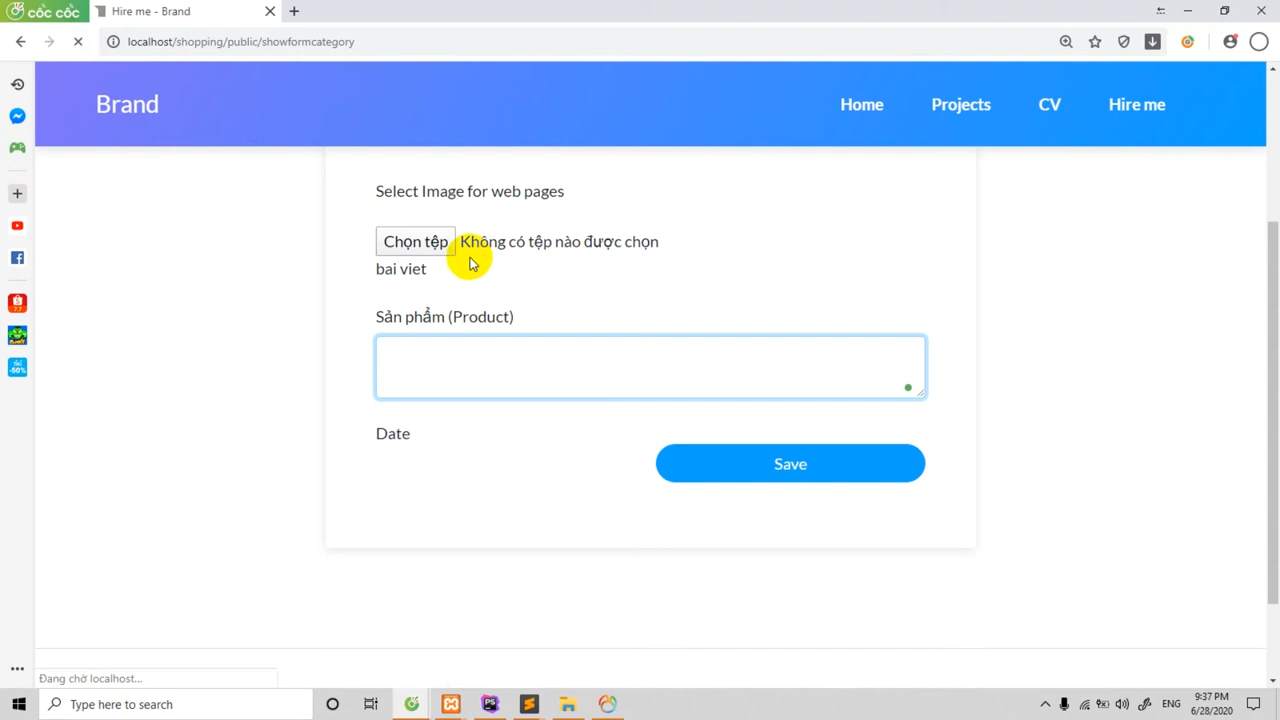 cốc cốc
Hire me - Brand
localhost/shopping/public/showformcategory
Brand
Home
Projects
CV
Hire me
Select Image for web pages
Chọn tệp Không có tệp nào được chọn
bai viet
Sản phẩm (Product)
Date
Save
Đang chờ localhost...
Type here to search
ENG
9:37 PM
6/28/2020